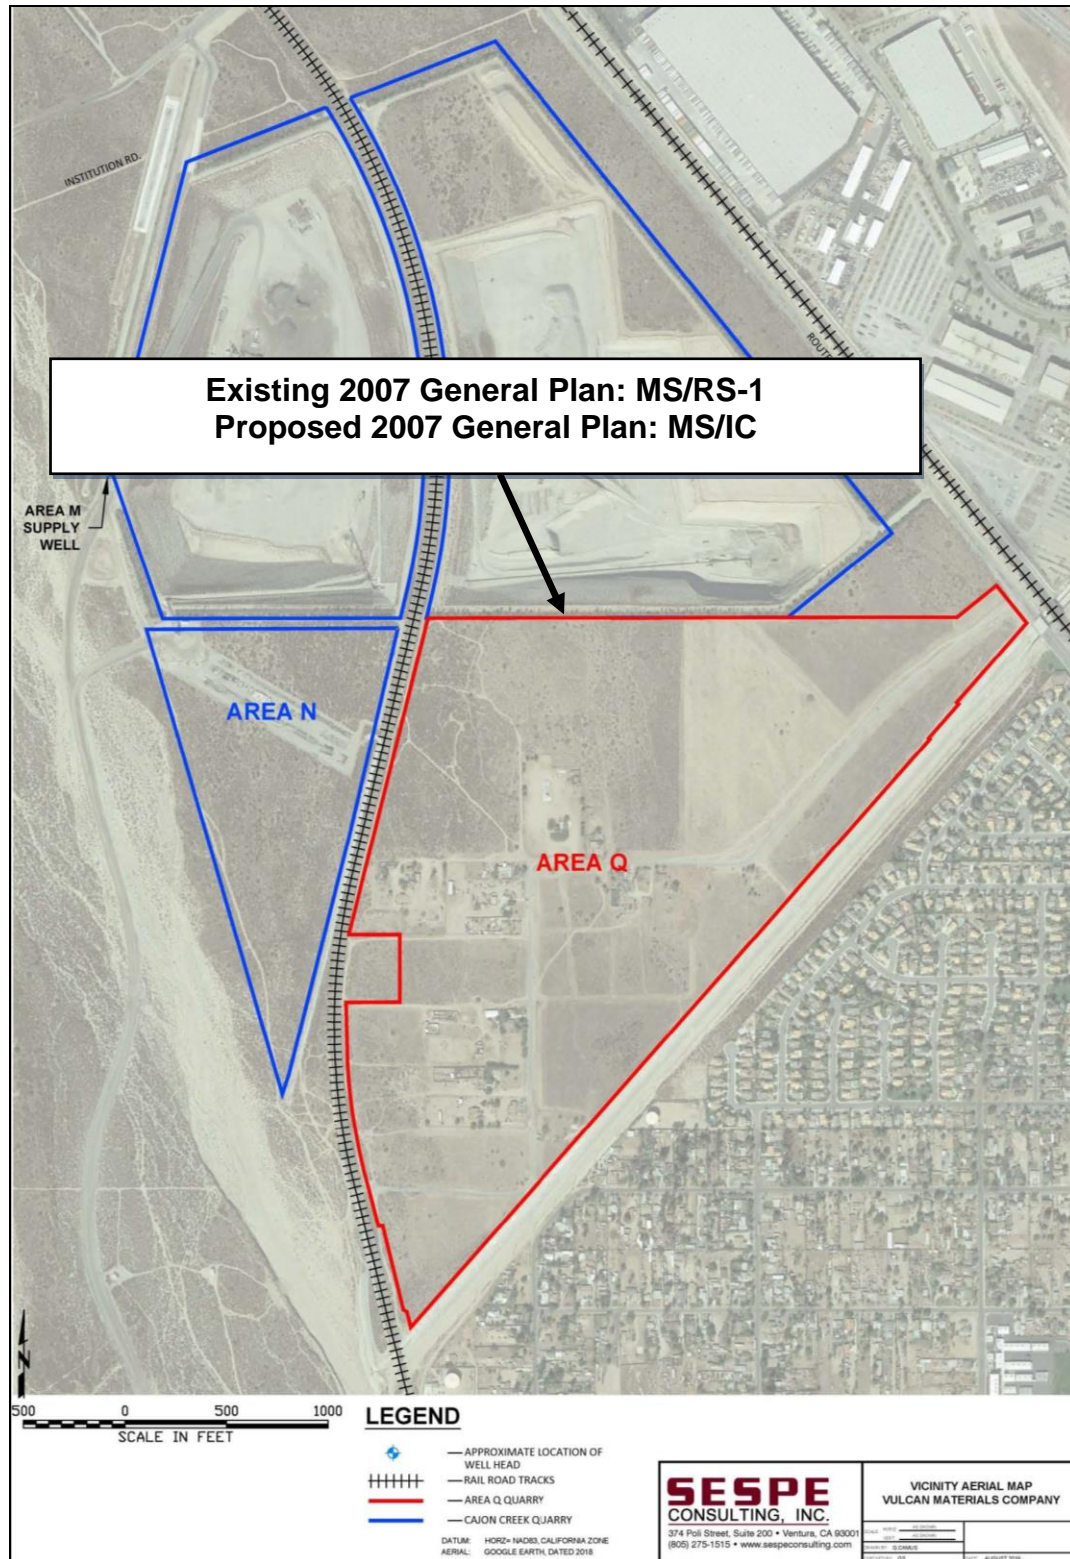 INSTITUTION RD.
Existing 2007 General Plan: MS/RS-1
Proposed 2007 General Plan: MS/IC
AREA M
SUPPLY
WELL
AREA N
AREA Q
N
500 0 500 1000
SCALE IN FEET
LEGEND
— APPROXIMATE LOCATION OF
WELL HEAD
— RAIL ROAD TRACKS
— AREA Q QUARRY
— CAJON CREEK QUARRY
DATUM: HORZ= NAD83, CALIFORNIA ZONE
AERIAL: GOOGLE EARTH, DATED 2018
SESPE
CONSULTING, INC.
374 Poli Street, Suite 200 • Ventura, CA 93001
(805) 275-1515 • www.sespeconsulting.com
VICINITY AERIAL MAP
VULCAN MATERIALS COMPANY